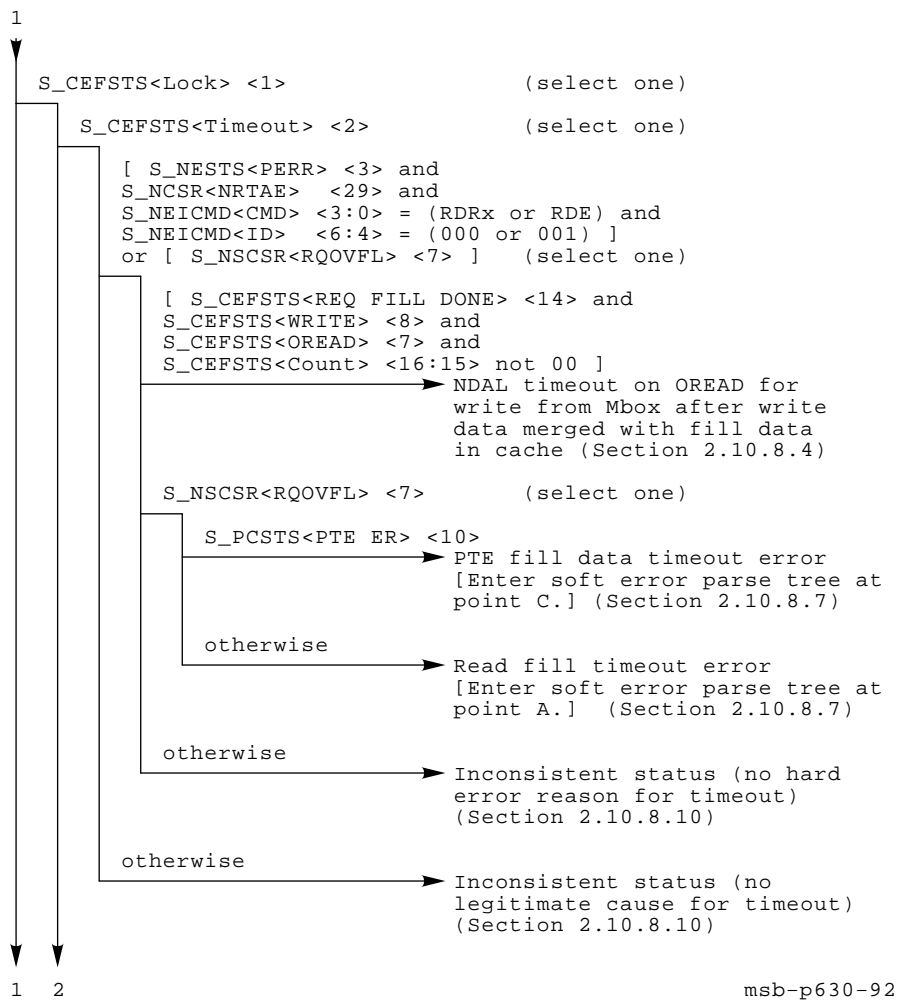 1
S_CEFSTS<Lock> <1> (select one)
S_CEFSTS<Timeout> <2> (select one)
[ S_NESTS<PERR> <3> and
S_NCSR<NRTAE> <29> and
S_NEICMD<CMD> <3:0> = (RDRx or RDE) and
S_NEICMD<ID> <6:4> = (000 or 001) ]
or [ S_NSCSR<RQOVFL> <7> ] (select one)
[ S_CEFSTS<REQ FILL DONE> <14> and
S_CEFSTS<WRITE> <8> and
S_CEFSTS<OREAD> <7> and
S_CEFSTS<Count> <16:15> not 00 ]
NDAL timeout on OREAD for
write from Mbox after write
data merged with fill data
in cache (Section 2.10.8.4)
S_NSCSR<RQOVFL> <7> (select one)
S_PCSTS<PTE ER> <10>
PTE fill data timeout error
[Enter soft error parse tree at
point C.] (Section 2.10.8.7)
otherwise
Read fill timeout error
[Enter soft error parse tree at
point A.] (Section 2.10.8.7)
otherwise
Inconsistent status (no hard
error reason for timeout)
(Section 2.10.8.10)
otherwise
Inconsistent status (no
legitimate cause for timeout)
(Section 2.10.8.10)
1 2 msb-p630-92